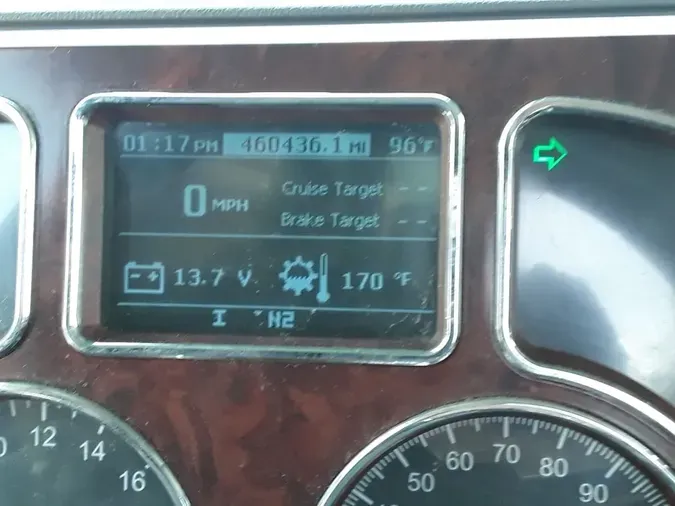 01:17 PM 460436.1 MI 96°F
0 MPH
Cruise Target --
Brake Target --
- + 13.7 V 170 °F
I N2
12 14 16
50 60 70 80 90